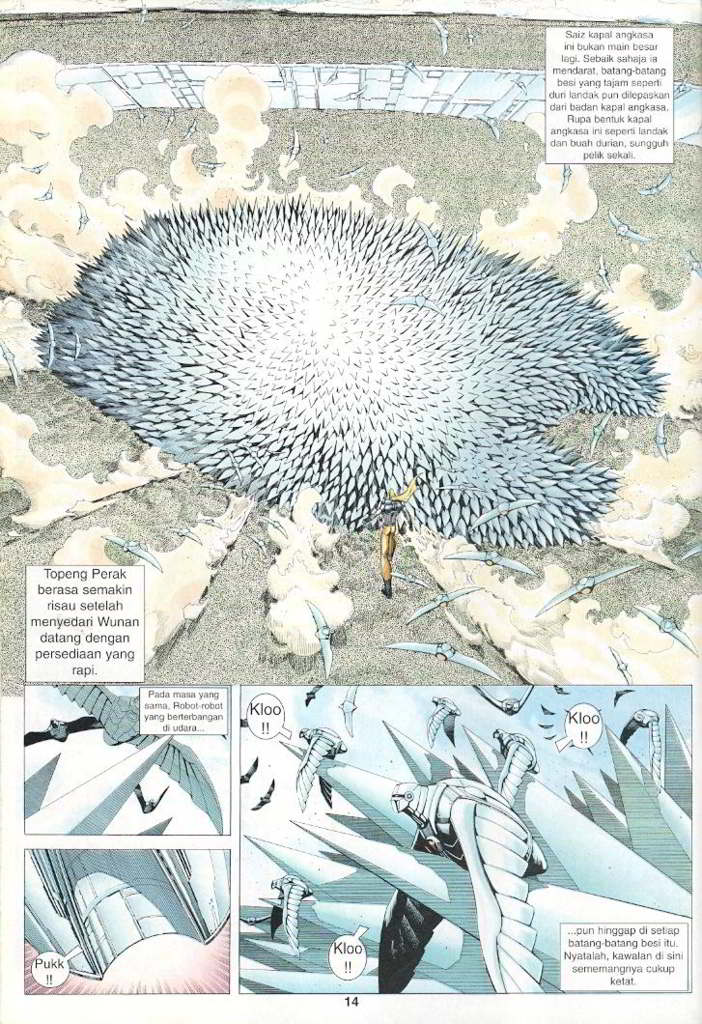 Saiz kapal angkasa
ini bukan main besar
lagi. Sebaik sahaja ia
mendarat, batang-batang
besi yang tajam seperti
duri landak pun dilepaskan
dari badan kapal angkasa.
Rupa bentuk kapal
angkasa ini seperti landak
dan buah durian, sungguh
pelik sekali.
Topeng Perak
berasa semakin
risau setelah
menyedari Wunan
datang dengan
persediaan yang
rapi.
Pada masa yang
sama, Robot-robot
yang berterbangan
di udara...
Kloo
!!
Kloo
!!
Pukk
!!
Kloo
!!
...pun hinggap di setiap
batang-batang besi itu.
Nyatalah, kawalan di sini
sememangnya cukup
ketat.
14